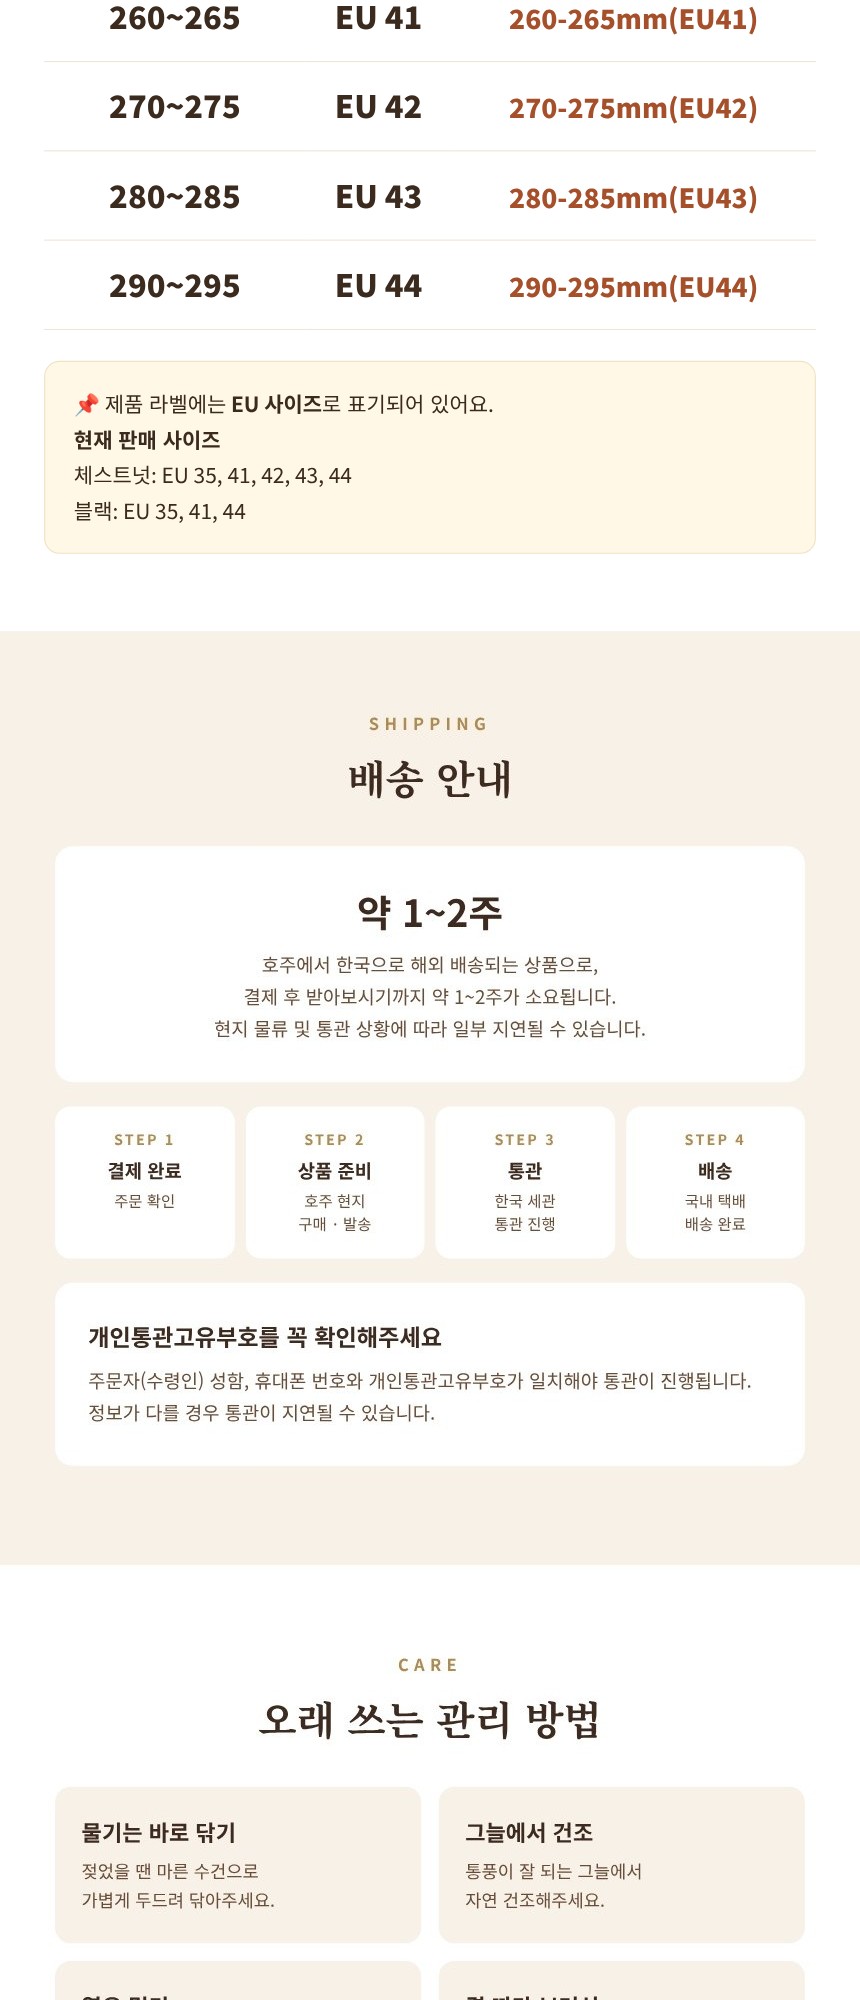 260~265 EU 41 260-265mm(EU41)
270~275 EU 42 270-275mm(EU42)
280~285 EU 43 280-285mm(EU43)
290~295 EU 44 290-295mm(EU44)
📌 제품 라벨에는 EU 사이즈로 표기되어 있어요.
현재 판매 사이즈
체스트넛: EU 35, 41, 42, 43, 44
블랙: EU 35, 41, 44
SHIPPING
배송 안내
약 1~2주
호주에서 한국으로 해외 배송되는 상품으로,
결제 후 받아보시기까지 약 1~2주가 소요됩니다.
현지 물류 및 통관 상황에 따라 일부 지연될 수 있습니다.
STEP 1
결제 완료
주문 확인
STEP 2
상품 준비
호주 현지
구매 · 발송
STEP 3
통관
한국 세관
통관 진행
STEP 4
배송
국내 택배
배송 완료
개인통관고유부호를 꼭 확인해주세요
주문자(수령인) 성함, 휴대폰 번호와 개인통관고유부호가 일치해야 통관이 진행됩니다.
정보가 다를 경우 통관이 지연될 수 있습니다.
CARE
오래 쓰는 관리 방법
물기는 바로 닦기
젖었을 땐 마른 수건으로
가볍게 두드려 닦아주세요.
그늘에서 건조
통풍이 잘 되는 그늘에서
자연 건조해주세요.